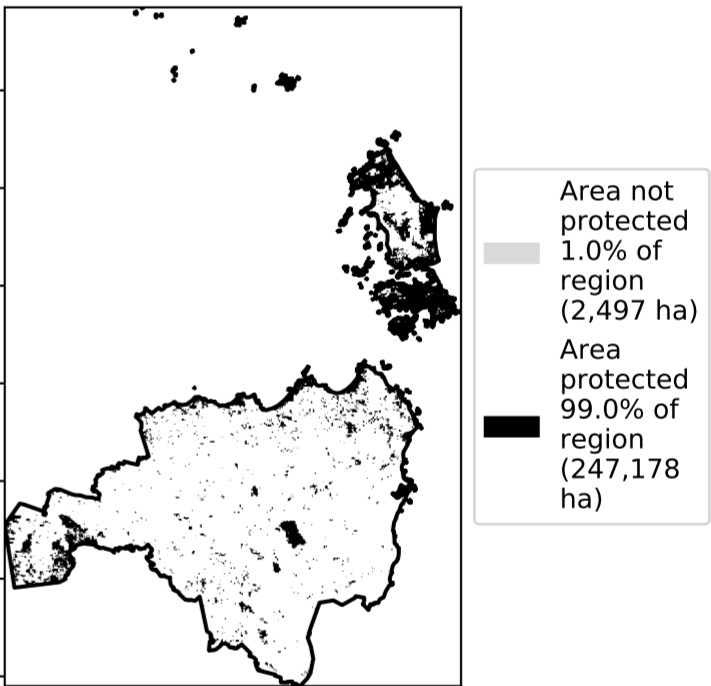 Area not
protected
1.0% of
region
(2,497 ha)
Area
protected
99.0% of
region
(247,178
ha)